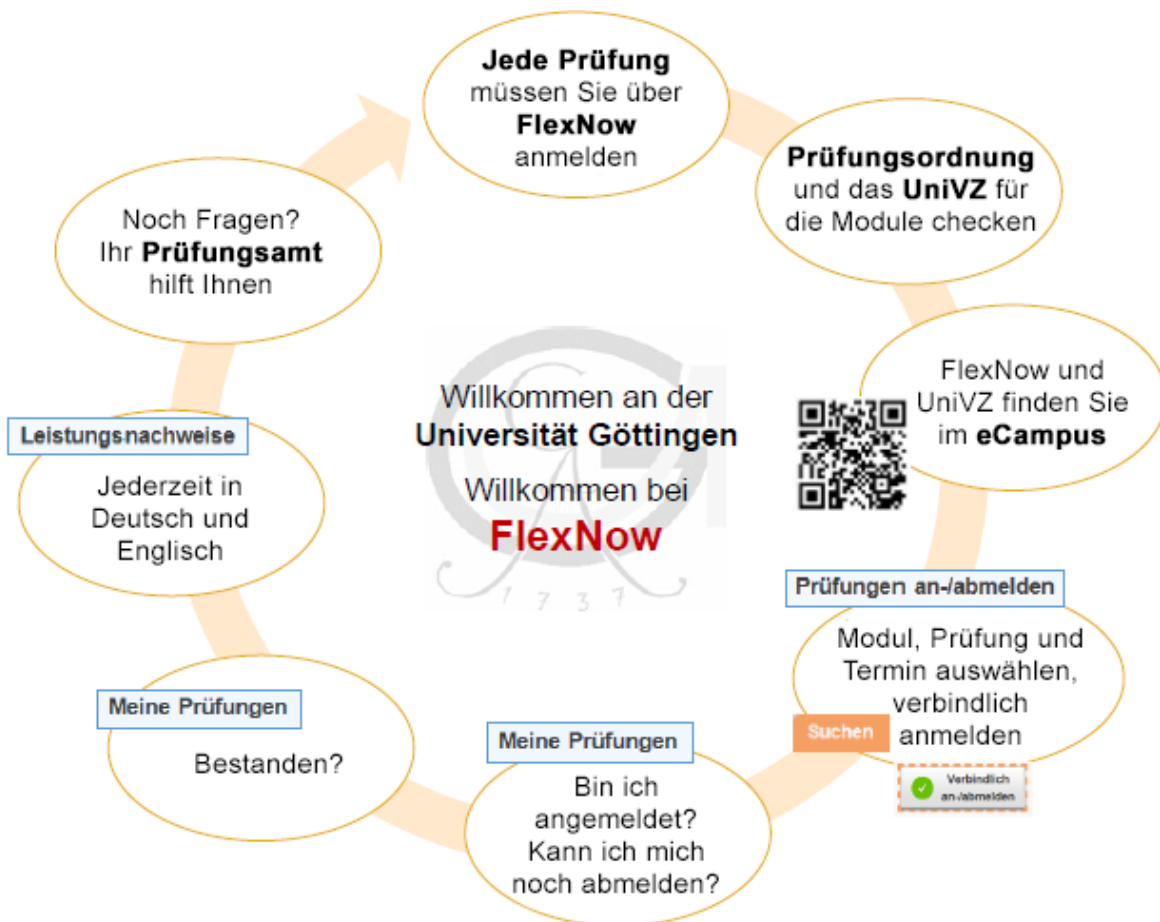 Jede Prüfung
müssen Sie über
FlexNow
anmelden
Prüfungsordnung
und das UniVZ für
die Module checken
FlexNow und
UniVZ finden Sie
im eCampus
Prüfungen an-/abmelden
Modul, Prüfung und
Termin auswählen,
verbindlich
anmelden
Suchen
Verbindlich
an-/abmelden
Meine Prüfungen
Bin ich
angemeldet?
Kann ich mich
noch abmelden?
Meine Prüfungen
Bestanden?
Leistungsnachweise
Jederzeit in
Deutsch und
Englisch
Noch Fragen?
Ihr Prüfungsamt
hilft Ihnen
Willkommen an der
Universität Göttingen
Willkommen bei
FlexNow
1737